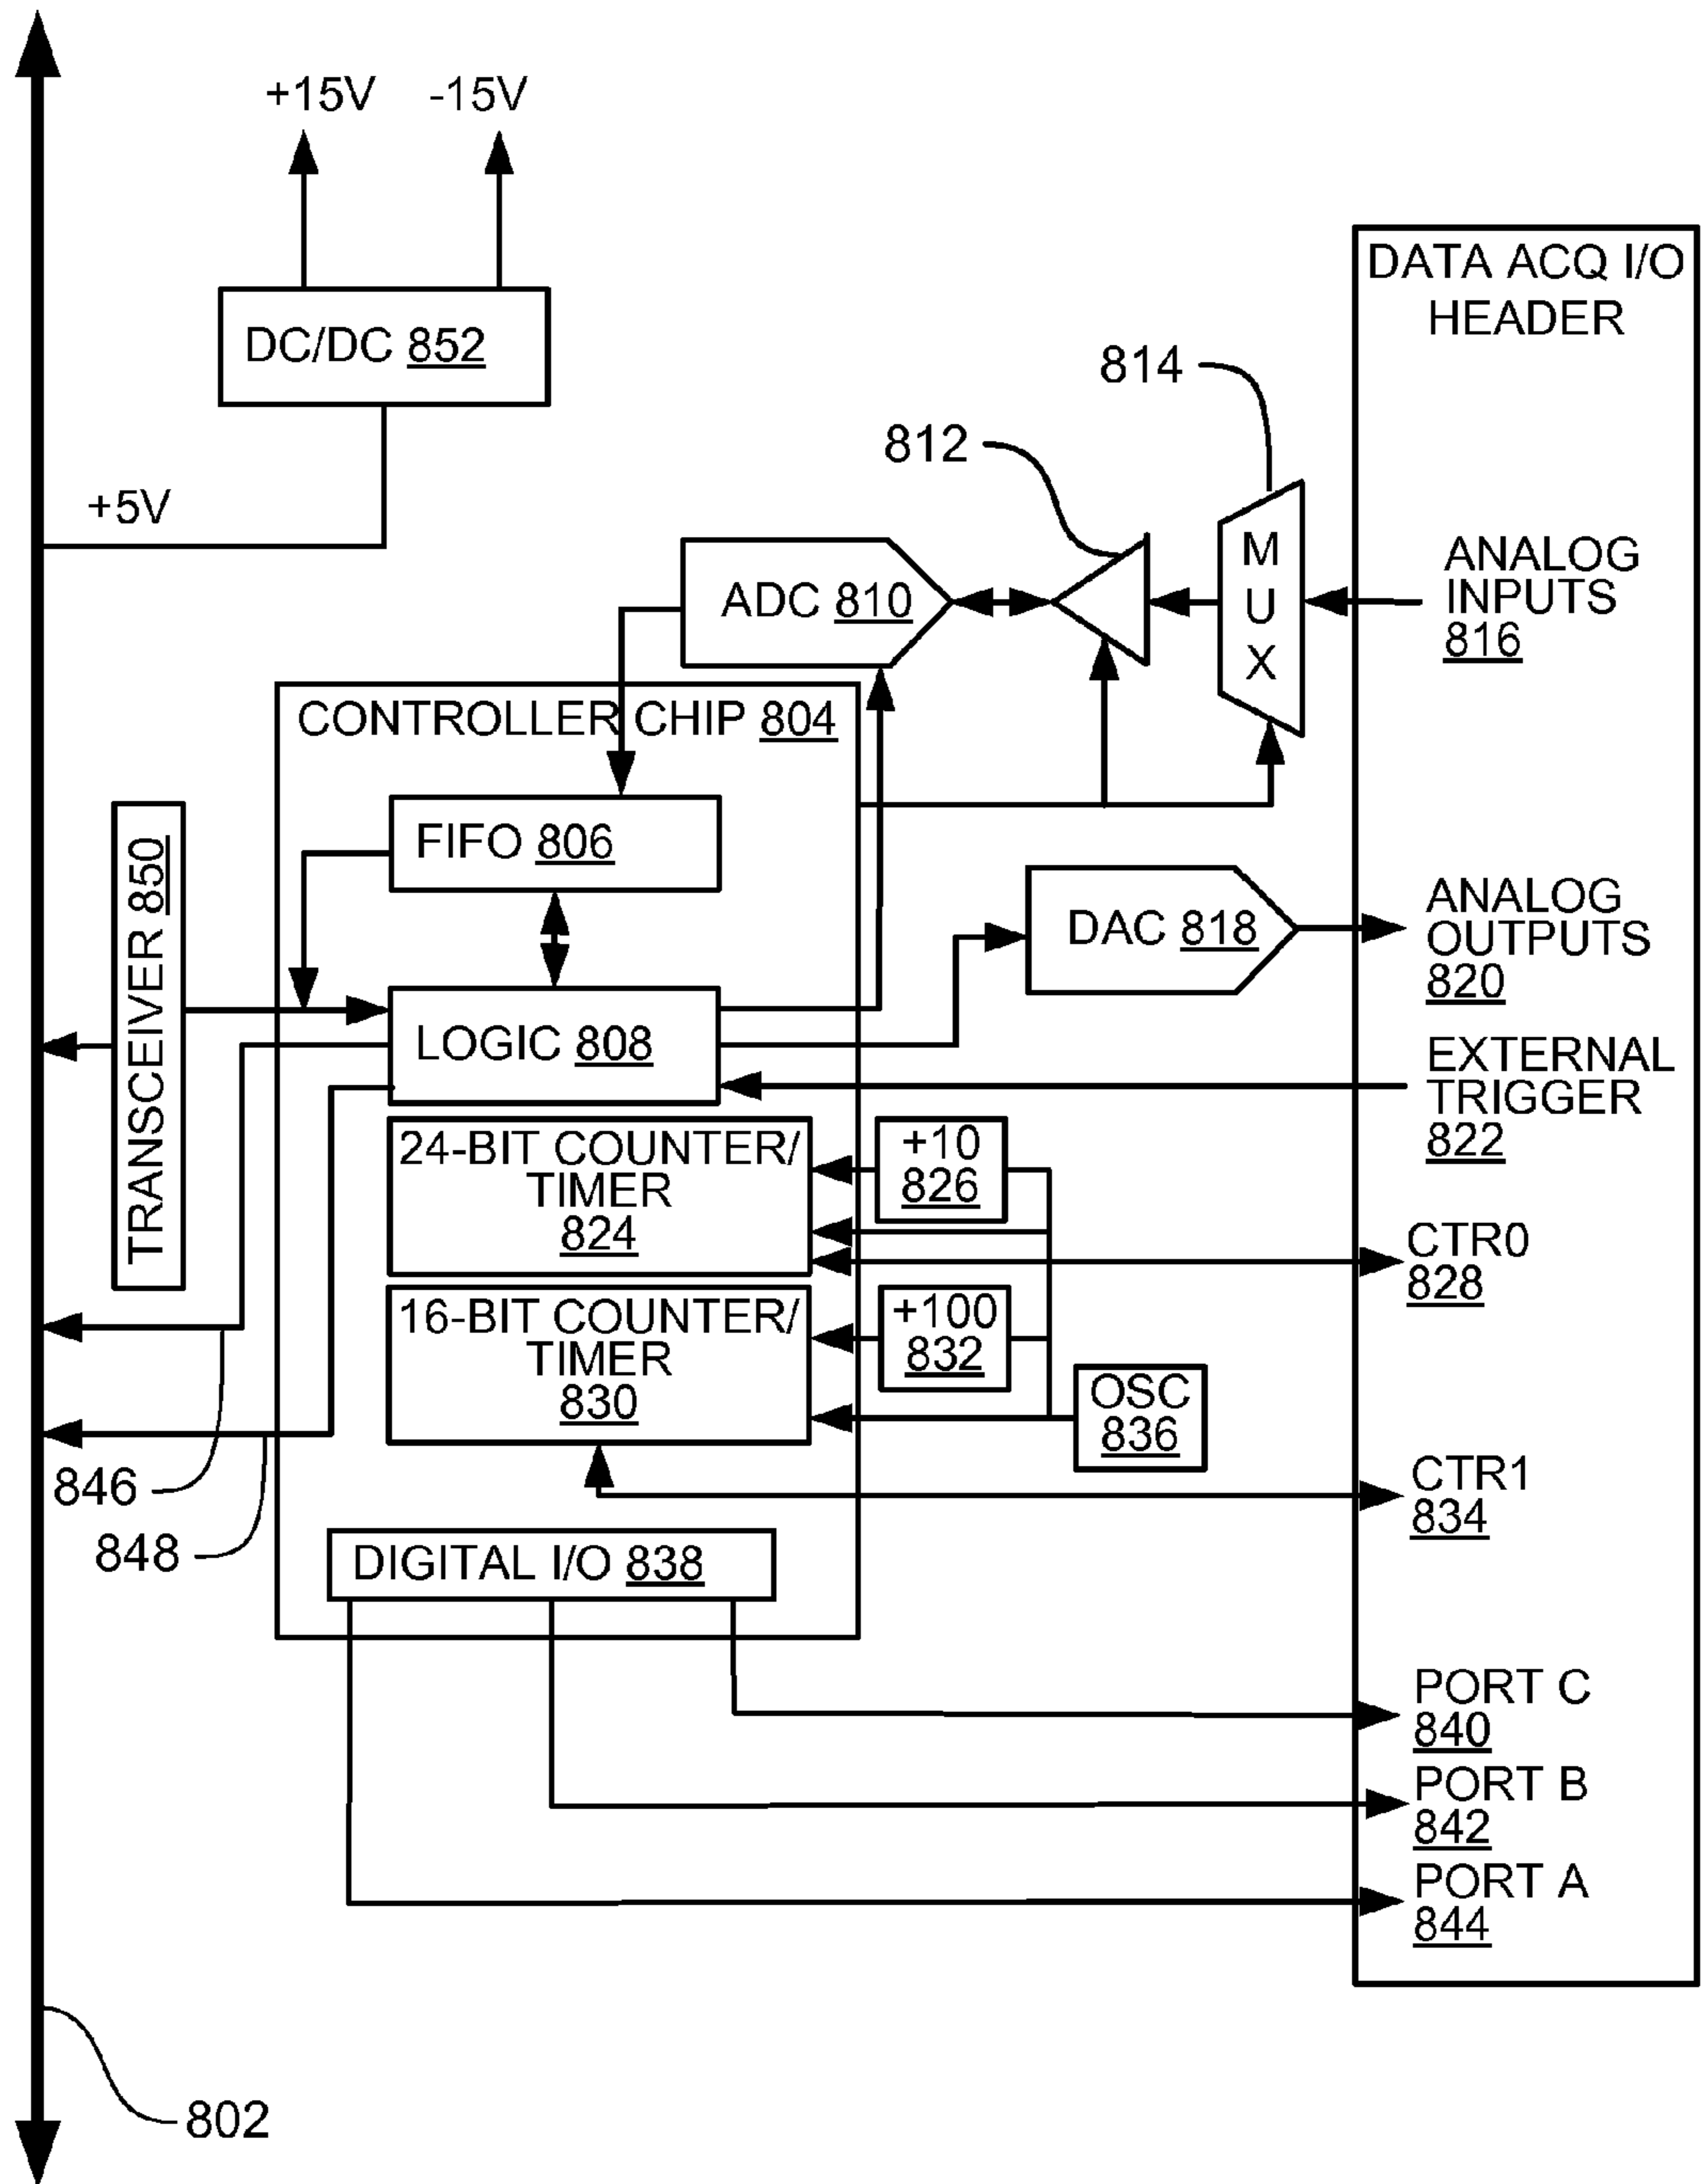 +15V
-15V
DC/DC 852
+5V
DATA ACQ I/O
HEADER
814
812
MUX
ADC 810
ANALOG
INPUTS
816
CONTROLLER CHIP 804
FIFO 806
TRANSCEIVER 850
DAC 818
ANALOG
OUTPUTS
820
LOGIC 808
EXTERNAL
TRIGGER
822
24-BIT COUNTER/
TIMER
824
+10
826
CTR0
828
16-BIT COUNTER/
TIMER
830
+100
832
OSC
836
846
848
CTR1
834
DIGITAL I/O 838
PORT C
840
PORT B
842
PORT A
844
802